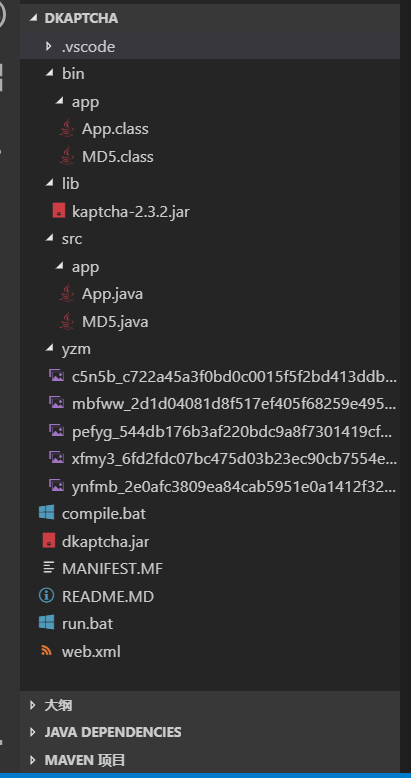 DKAPTCHA
.vscode
bin
app
App.class
MD5.class
lib
kaptcha-2.3.2.jar
src
app
App.java
MD5.java
yzm
c5n5b_c722a45a3f0bd0c0015f5f2bd413ddb...
mbfww_2d1d04081d8f517ef405f68259e495...
pefyg_544db176b3af220bdc9a8f7301419cf...
xfmy3_6fd2fdc07bc475d03b23ec90cb7554e...
ynfmb_2e0afc3809ea84cab5951e0a1412f32...
compile.bat
dkaptcha.jar
MANIFEST.MF
README.MD
run.bat
web.xml
大纲
JAVA DEPENDENCIES
MAVEN 项目